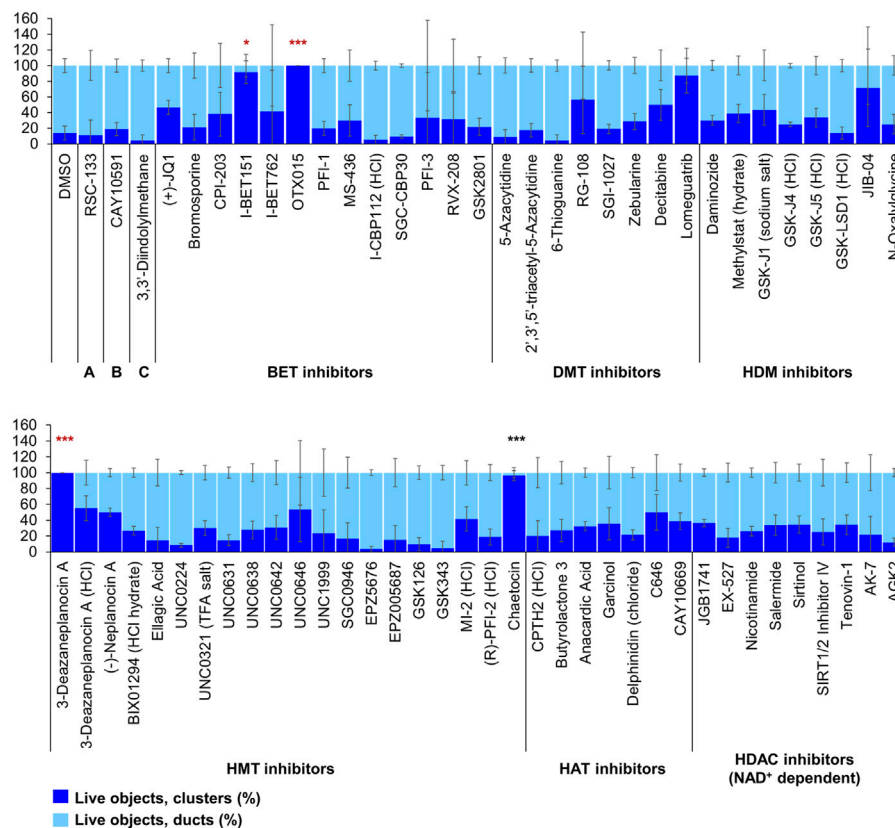 160
140
120
100
80
60
40
20
0
*
***
DMSO
RSC-133
CAY10591
3,3'-Diindolylmethane
(+)-JQ1
Bromosporine
CPI-203
I-BET151
I-BET762
OTX015
PFI-1
MS-436
I-CBP112 (HCl)
SGC-CBP30
PFI-3
RVX-208
GSK2801
5-Azacytidine
2',3',5'-triacetyl-5-Azacytidine
6-Thioguanine
RG-108
SGI-1027
Zebularine
Decitabine
Lomeguatrib
Daminozide
Methylstat (hydrate)
GSK-J1 (sodium salt)
GSK-J4 (HCl)
GSK-J5 (HCl)
GSK-LSD1 (HCl)
JIB-04
N-Oxalylglycine
A
B
C
BET inhibitors
DMT inhibitors
HDM inhibitors
160
140
120
100
80
60
40
20
0
***
***
3-Deazaneplanocin A
3-Deazaneplanocin A (HCl)
(-)-Neplanocin A
BIX01294 (HCl hydrate)
Ellagic Acid
UNC0224
UNC0321 (TFA salt)
UNC0631
UNC0638
UNC0642
UNC0646
UNC1999
SGC0946
EPZ5676
EPZ005687
GSK126
GSK343
MI-2 (HCl)
(R)-PFI-2 (HCl)
Chaetocin
CPTH2 (HCl)
Butyrolactone 3
Anacardic Acid
Garcinol
Delphinidin (chloride)
C646
CAY10669
JGB1741
EX-527
Nicotinamide
Salermide
Sirtinol
SIRT1/2 Inhibitor IV
Tenovin-1
AK-7
AGK2
HMT inhibitors
HAT inhibitors
HDAC inhibitors
(NAD⁺ dependent)
Live objects, clusters (%)
Live objects, ducts (%)